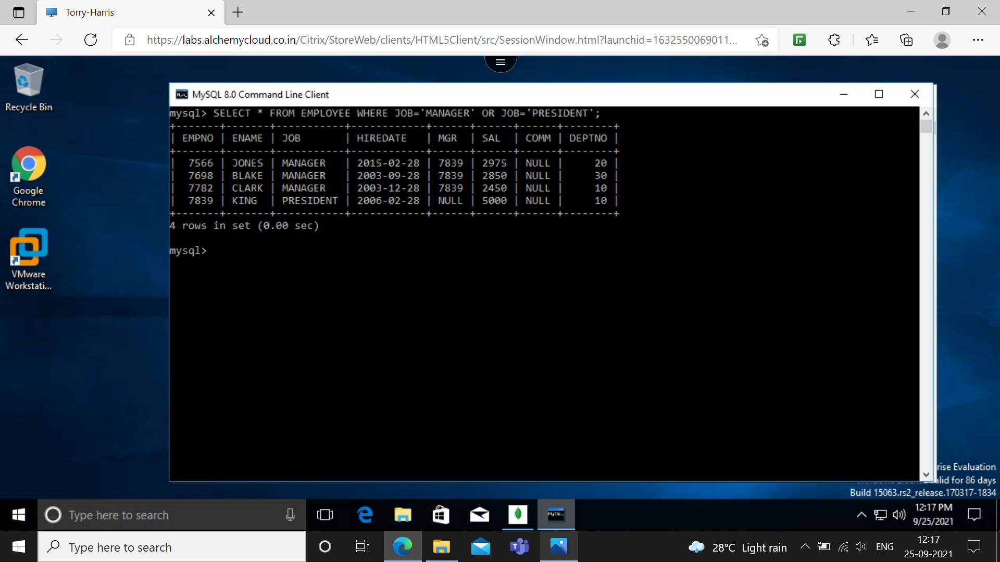 Torry-Harris
https://labs.alchemycloud.co.in/Citrix/StoreWeb/clients/HTML5Client/src/SessionWindow.html?launchid=1632550069011...
Recycle Bin
Google
Chrome
VMware
Workstati...
MySQL 8.0 Command Line Client
mysql> SELECT * FROM EMPLOYEE WHERE JOB='MANAGER' OR JOB='PRESIDENT';
+-------+-------+-----------+------------+------+------+------+--------+
| EMPNO | ENAME | JOB       | HIREDATE   | MGR  | SAL  | COMM | DEPTNO |
+-------+-------+-----------+------------+------+------+------+--------+
|  7566 | JONES | MANAGER   | 2015-02-28 | 7839 | 2975 | NULL |     20 |
|  7698 | BLAKE | MANAGER   | 2003-09-28 | 7839 | 2850 | NULL |     30 |
|  7782 | CLARK | MANAGER   | 2003-12-28 | 7839 | 2450 | NULL |     10 |
|  7839 | KING  | PRESIDENT | 2006-02-28 | NULL | 5000 | NULL |     10 |
+-------+-------+-----------+------------+------+------+------+--------+
4 rows in set (0.00 sec)
mysql>
rise Evaluation
alid for 86 days
Build 15063.rs2_release.170317-1834
Type here to search
12:17 PM
9/25/2021
Type here to search
28°C Light rain
ENG
12:17
25-09-2021